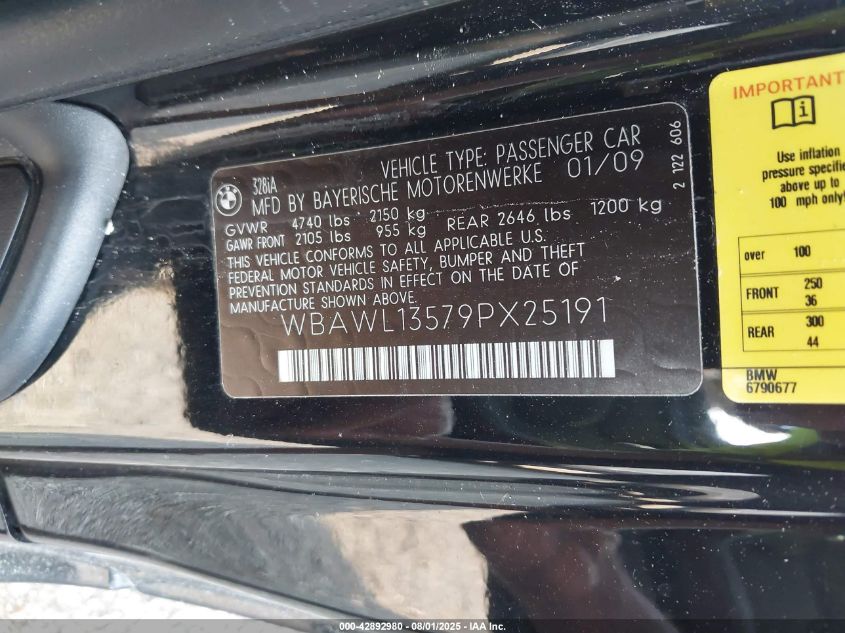 328iA
VEHICLE TYPE: PASSENGER CAR
MFD BY BAYERISCHE MOTORENWERKE 01/09
GVWR 4740 lbs 2150 kg
GAWR FRONT 2105 lbs 955 kg REAR 2646 lbs 1200 kg
THIS VEHICLE CONFORMS TO ALL APPLICABLE U.S.
FEDERAL MOTOR VEHICLE SAFETY, BUMPER AND THEFT
PREVENTION STANDARDS IN EFFECT ON THE DATE OF
MANUFACTURE SHOWN ABOVE
WBAWL13579PX25191
2 122 606
IMPORTANT
Use inflation
pressure specifie
above up to
100 mph only!
over 100
FRONT 250
36
REAR 300
44
BMW
6790677
000-42892980 - 08/01/2025 - IAA Inc.